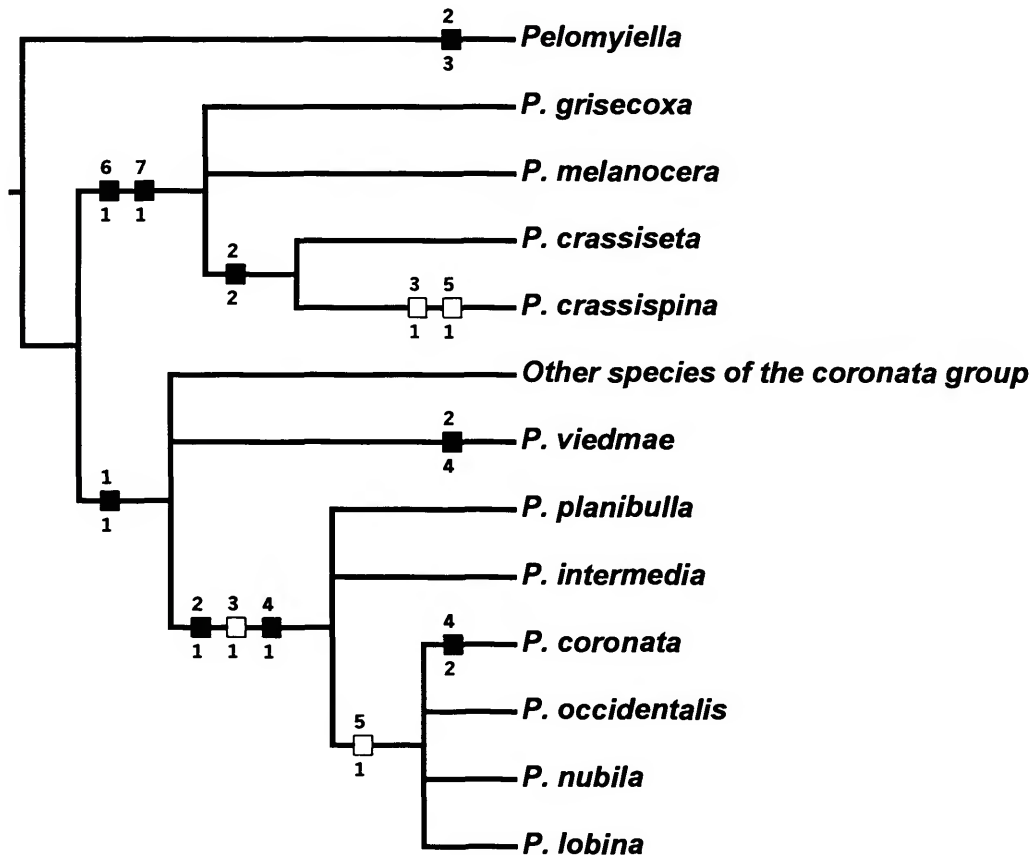 2
Pelomyiella
3
P. grisecoxa
6 7
P. melanocera
1 1
P. crassiseta
2
2
3 5
P. crassispina
1 1
Other species of the coronata group
2
P. viedmae
4
1
1
P. planibulla
P. intermedia
2 3 4
1 1 1
4
P. coronata
2
P. occidentalis
5
1
P. nubila
P. lobina